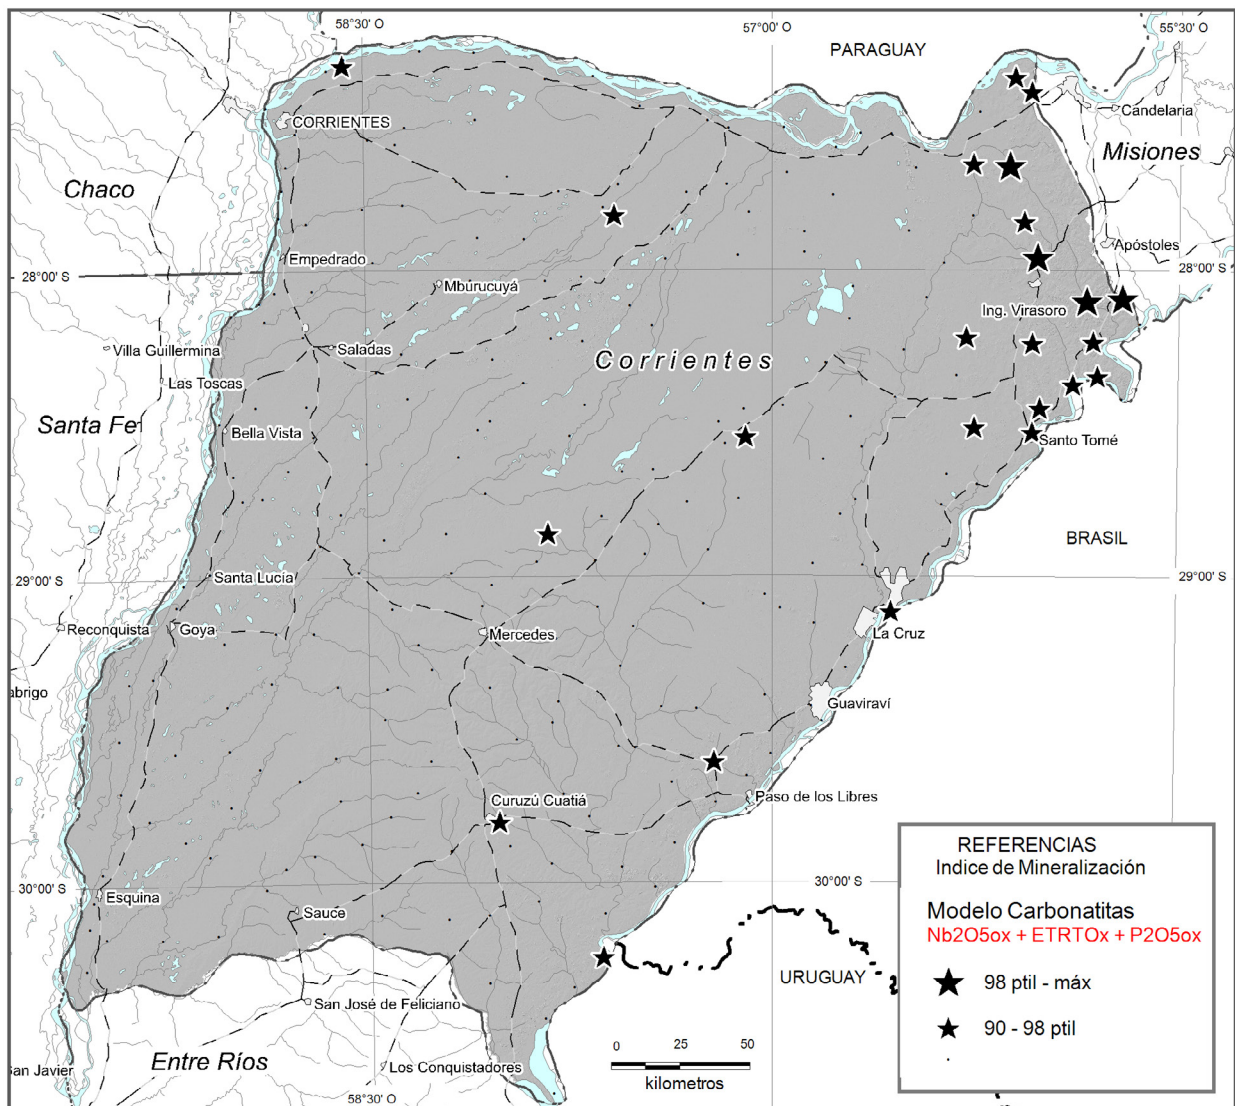 58°30' O
57°00' O
55°30' O
PARAGUAY
Candelaria
CORRIENTES
Misiones
Chaco
Apóstoles
Empedrado
28°00' S
28°00' S
Mburucuyá
Ing. Virasoro
Villa Guillermina
Saladas
Corrientes
Las Toscas
Santa Fe
Bella Vista
Santo Tomé
BRASIL
Santa Lucía
29°00' S
29°00' S
Reconquista
Goya
Mercedes
La Cruz
abrigo
Guaviraví
Curuzú Cuatiá
Paso de los Libres
30°00' S
30°00' S
Esquina
Sauce
URUGUAY
San José de Feliciano
Entre Ríos
Los Conquistadores
San Javier
58°30' O
0 25 50
kilometros
REFERENCIAS
Indice de Mineralización
Modelo Carbonatitas
Nb2O5ox + ETRTOx + P2O5ox
98 ptil - máx
90 - 98 ptil